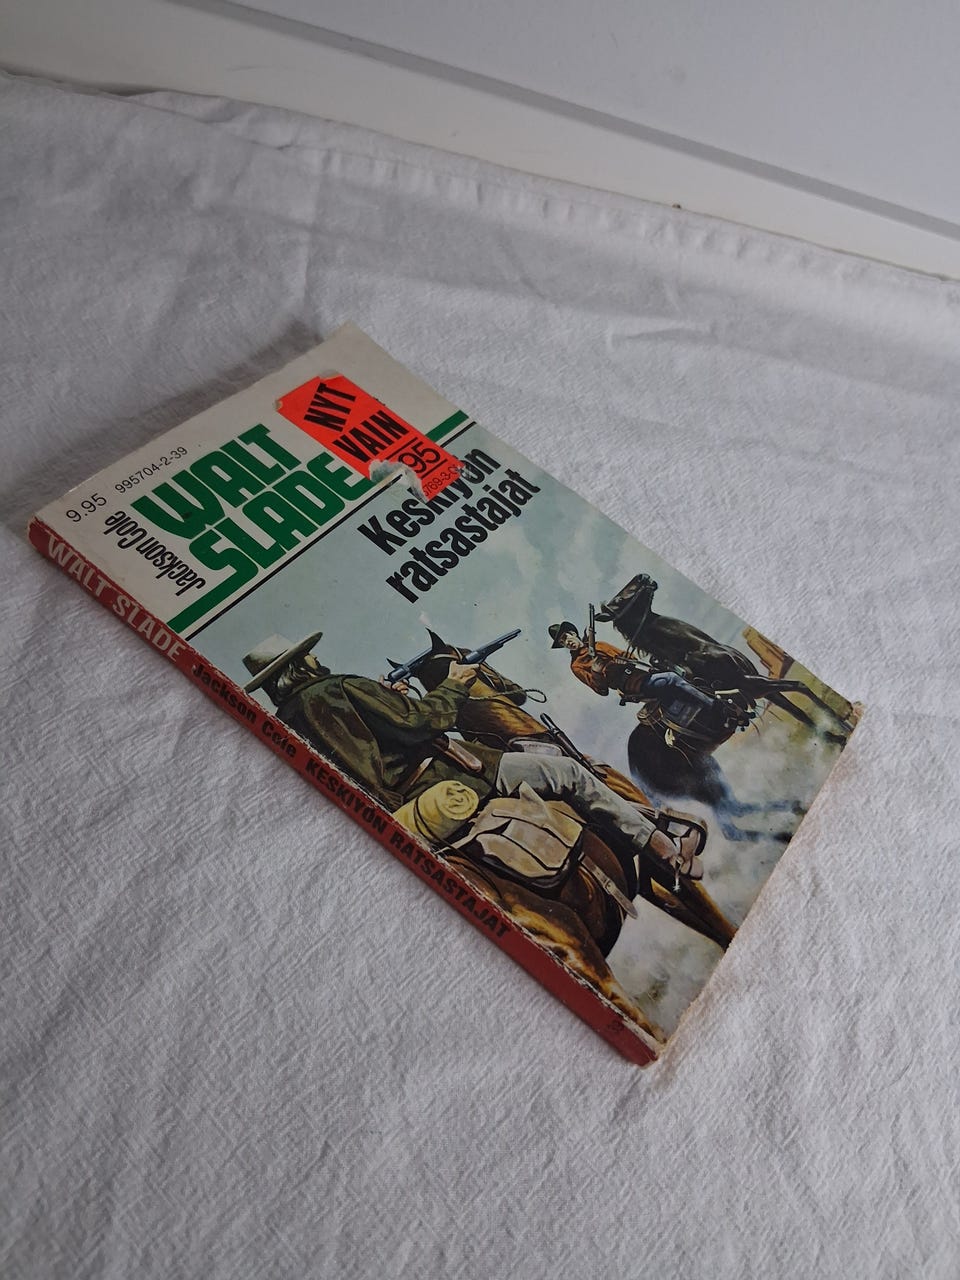 9.95 995704-2-39
WALT
SLADE
Jackson Cole
NYT
VAIN
95
Keskiyön
ratsastajat
WALT SLADE Jackson Cole KESKIYÖN RATSASTAJAT